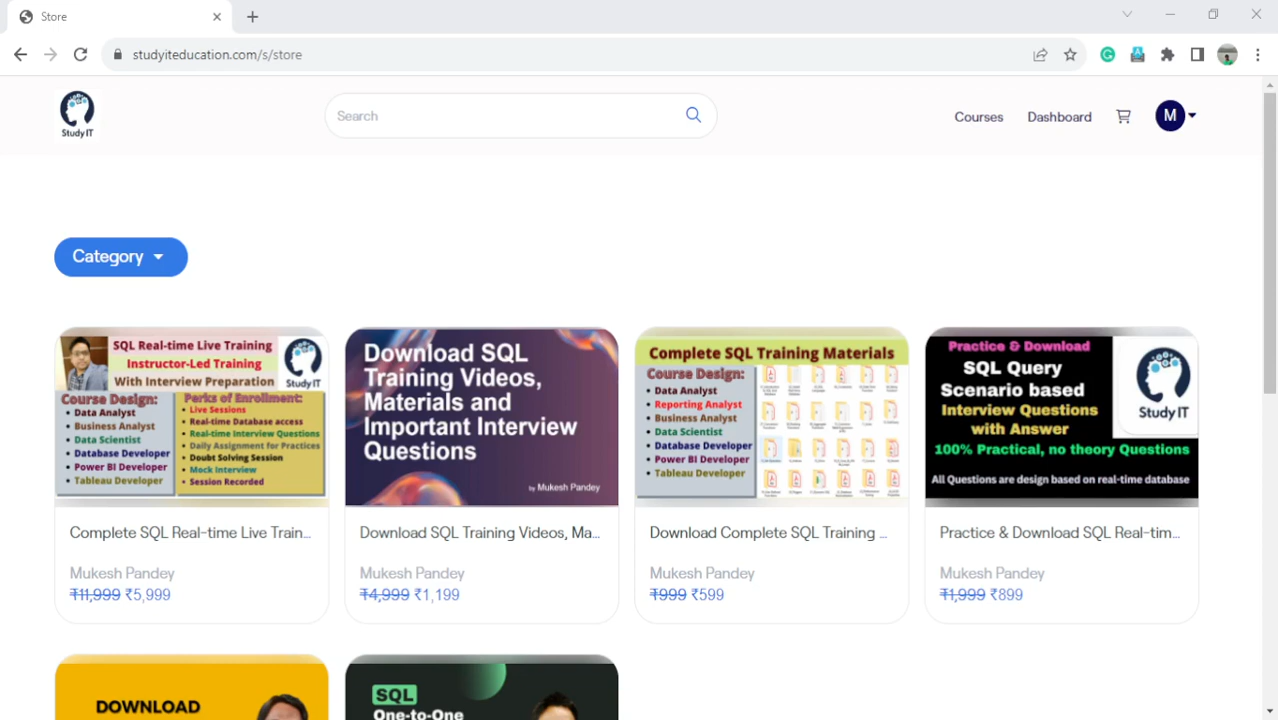 Store
studyiteducation.com/s/store
Study IT
Search
Courses
Dashboard
M
Category
SQL Real-time Live Training
Instructor-Led Training
With Interview Preparation
Study IT
Course Design:
• Data Analyst
• Business Analyst
• Data Scientist
• Database Developer
• Power BI Developer
• Tableau Developer
Perks of Enrollment:
• Live Sessions
• Real-time Database access
• Real-time Interview Questions
• Daily Assignment for Practices
• Doubt Solving Session
• Mock Interview
• Session Recorded
Complete SQL Real-time Live Train...
Mukesh Pandey
₹11,999 ₹5,999
Download SQL
Training Videos,
Materials and
Important Interview
Questions
by Mukesh Pandey
Download SQL Training Videos, Ma...
Mukesh Pandey
₹4,999 ₹1,199
Complete SQL Training Materials
Course Design:
• Data Analyst
• Reporting Analyst
• Business Analyst
• Data Scientist
• Database Developer
• Power BI Developer
• Tableau Developer
Download Complete SQL Training ...
Mukesh Pandey
₹999 ₹599
Practice & Download
SQL Query
Scenario based
Interview Questions
with Answer
100% Practical, no theory Questions
All Questions are design based on real-time database
Study IT
Practice & Download SQL Real-tim...
Mukesh Pandey
₹1,999 ₹899
DOWNLOAD
SQL
One-to-One